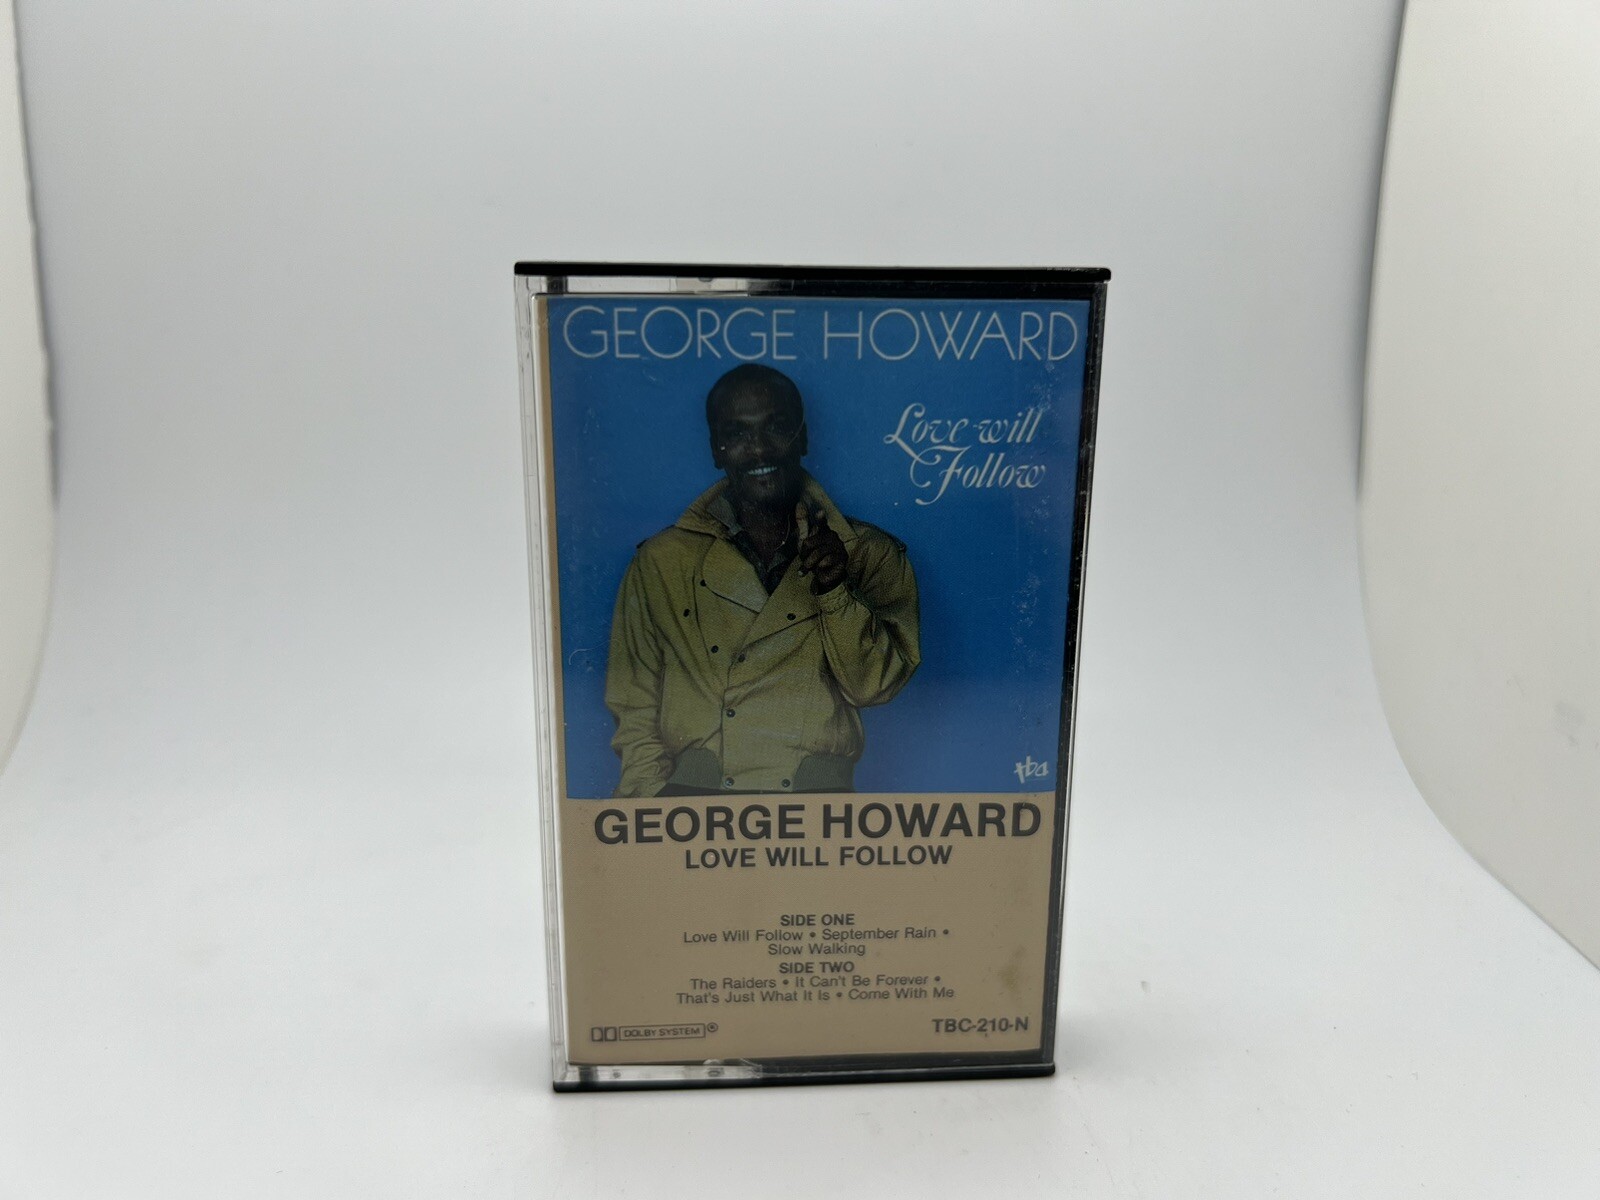 GEORGE HOWARD
Love will
Follow
tba
GEORGE HOWARD
LOVE WILL FOLLOW
SIDE ONE
Love Will Follow • September Rain •
Slow Walking
SIDE TWO
The Raiders • It Can't Be Forever •
That's Just What It Is • Come With Me
DOLBY SYSTEM ®
TBC-210-N